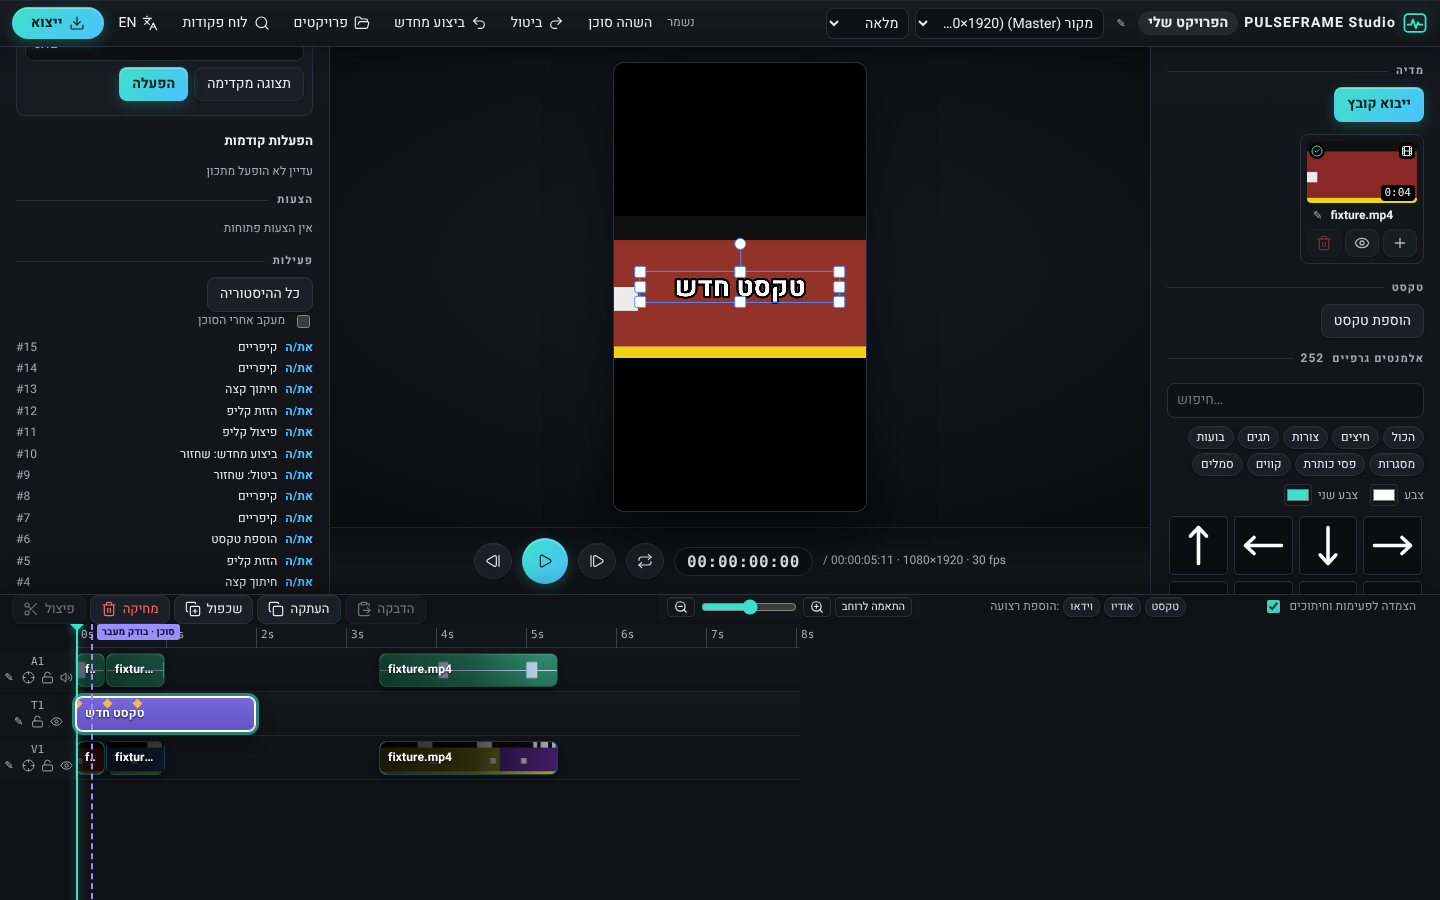 PULSEFRAME Studio
הפרויקט שלי
מקור (Master) (1920×0...
מלאה
נשמר
השהה סוכן
ביטול
ביצוע מחדש
פרויקטים
לוח פקודות
EN
ייצוא
מדיה
ייבוא קובץ
0:04
fixture.mp4
טקסט
הוספת טקסט
אלמנטים גרפיים 252
חיפוש...
הכול
חיצים
צורות
תגים
בועות
מסגרות
פסי כותרת
קווים
סמלים
צבע
צבע שני
טקסט חדש
00:00:00:00
/ 00:00:05:11 · 1080×1920 · 30 fps
תצוגה מקדימה
הפעלה
הפעלות קודמות
עדיין לא הופעל מתכון
הצעות
אין הצעות פתוחות
פעילות
כל ההיסטוריה
מעקב אחרי הסוכן
את/ה קיפריים #15
את/ה קיפריים #14
את/ה חיתוך קצה #13
את/ה הזזת קליפ #12
את/ה פיצול קליפ #11
את/ה ביצוע מחדש: שחזור #10
את/ה ביטול: שחזור #9
את/ה קיפריים #8
את/ה קיפריים #7
את/ה הוספת טקסט #6
את/ה הזזת קליפ #5
את/ה חיתוך קצה #4
הצמדה לפעימות וחיתוכים
הוספת רצועה:
טקסט
אודיו
וידאו
התאמה לרוחב
הדבקה
העתקה
שכפול
מחיקה
פיצול
0s
סוכן · בודק מעבר
2s
3s
4s
5s
6s
7s
8s
A1
f...
fixtur...
fixture.mp4
T1
טקסט חדש
V1
f...
fixtur...
fixture.mp4